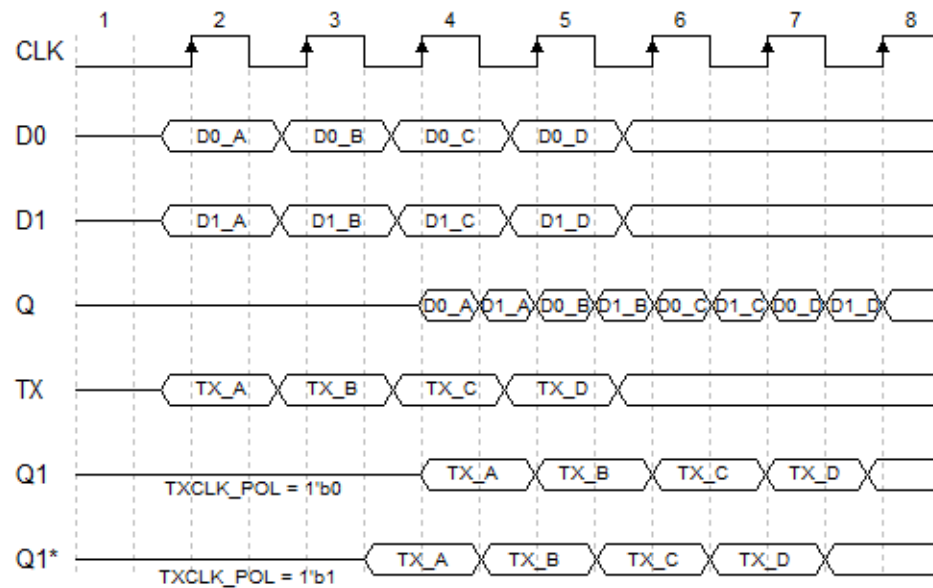 1 2 3 4 5 6 7 8
CLK
D0 D0_A D0_B D0_C D0_D
D1 D1_A D1_B D1_C D1_D
Q D0_A D1_A D0_B D1_B D0_C D1_C D0_D D1_D
TX TX_A TX_B TX_C TX_D
Q1 TX_A TX_B TX_C TX_D
TXCLK_POL = 1'b0
Q1* TX_A TX_B TX_C TX_D
TXCLK_POL = 1'b1